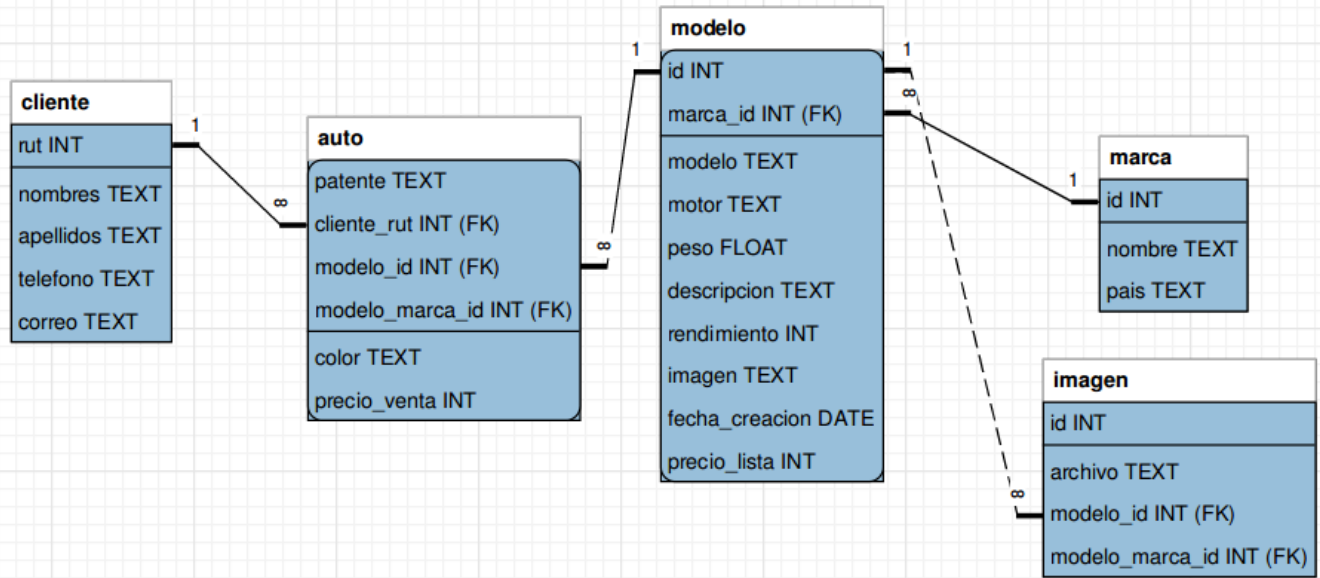 cliente
rut INT
nombres TEXT
apellidos TEXT
telefono TEXT
correo TEXT
1
∞
auto
patente TEXT
cliente_rut INT (FK)
modelo_id INT (FK)
modelo_marca_id INT (FK)
color TEXT
precio_venta INT
1
∞
modelo
id INT
marca_id INT (FK)
modelo TEXT
motor TEXT
peso FLOAT
descripcion TEXT
rendimiento INT
imagen TEXT
fecha_creacion DATE
precio_lista INT
1
∞
1
marca
id INT
nombre TEXT
pais TEXT
∞
imagen
id INT
archivo TEXT
modelo_id INT (FK)
modelo_marca_id INT (FK)